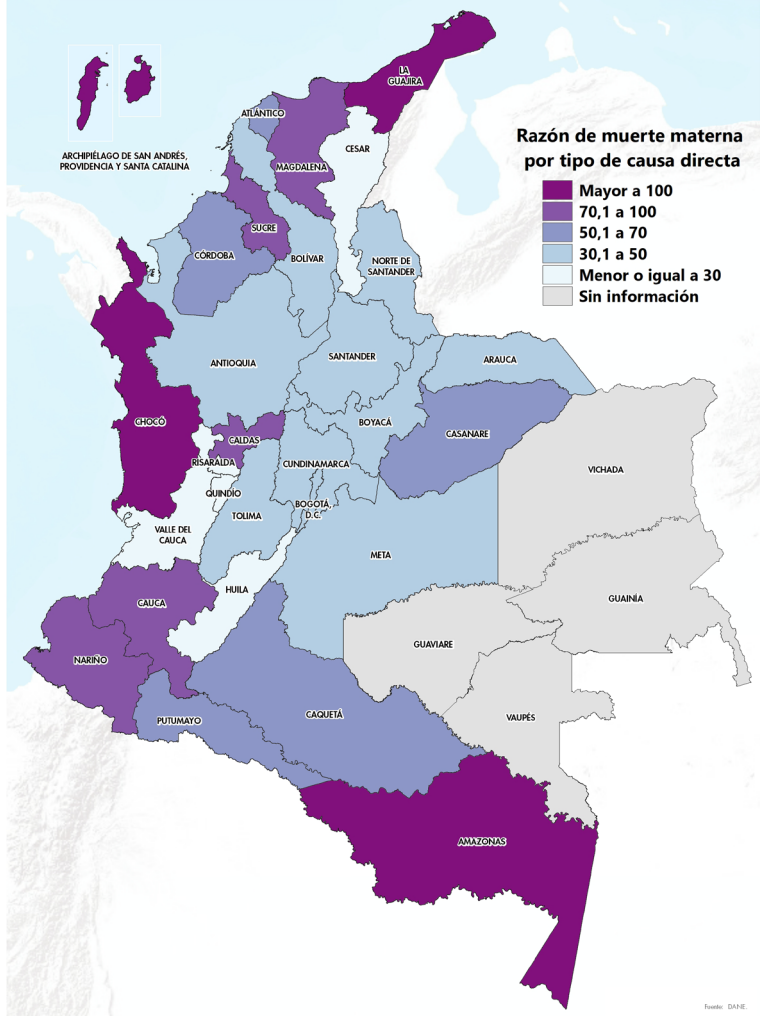 LA
GUAJIRA
ATLÁNTICO
CESAR
MAGDALENA
ARCHIPIÉLAGO DE SAN ANDRÉS,
PROVIDENCIA Y SANTA CATALINA
Razón de muerte materna
por tipo de causa directa
Mayor a 100
70,1 a 100
50,1 a 70
30,1 a 50
Menor o igual a 30
Sin información
SUCRE
CÓRDOBA
BOLÍVAR
NORTE DE
SANTANDER
ANTIOQUIA
SANTANDER
ARAUCA
CHOCÓ
CALDAS
BOYACÁ
CASANARE
RISARALDA
CUNDINAMARCA
VICHADA
QUINDÍO
BOGOTÁ,
D.C.
TOLIMA
VALLE DEL
CAUCA
META
HUILA
GUAINÍA
CAUCA
GUAVIARE
NARIÑO
CAQUETÁ
VAUPÉS
PUTUMAYO
AMAZONAS
Fuente: DANE.